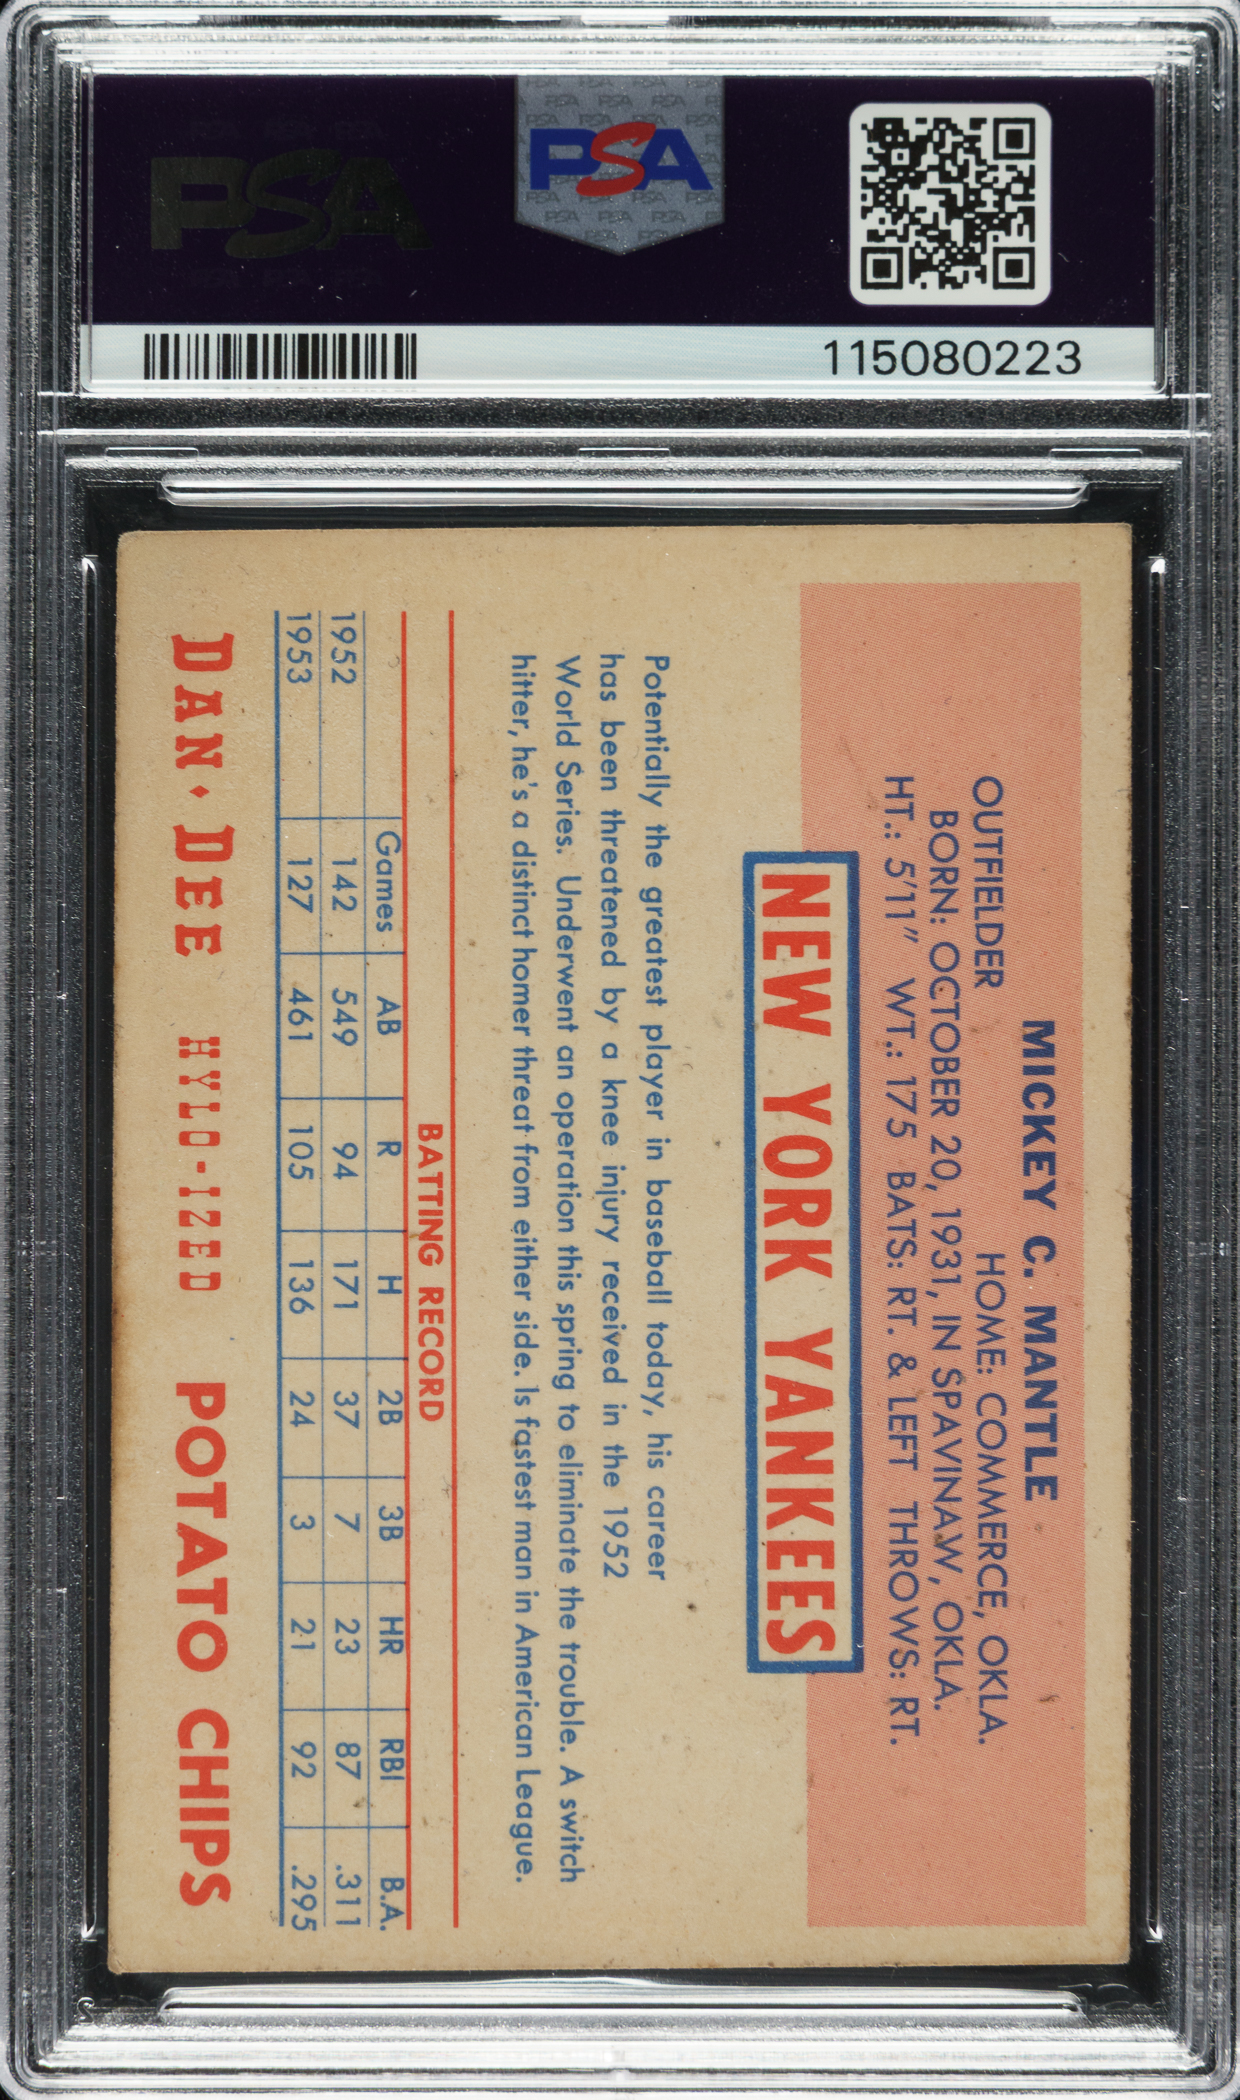 PSA
PSA
115080223
MICKEY C. MANTLE
OUTFIELDER HOME: COMMERCE, OKLA.
BORN: OCTOBER 20, 1931, IN SPAVINAW, OKLA.
HT.: 5'11" WT.: 175 BATS: RT. & LEFT THROWS: RT.
NEW YORK YANKEES
Potentially the greatest player in baseball today, his career
has been threatened by a knee injury received in the 1952
World Series. Underwent an operation this spring to eliminate the trouble. A switch
hitter, he's a distinct homer threat from either side. Is fastest man in American League.
BATTING RECORD
Games AB R H 2B 3B HR RBI B.A.
1952 142 549 94 171 37 7 23 87 .311
1953 127 461 105 136 24 3 21 92 .295
DAN·DEE HYLO-IZED POTATO CHIPS